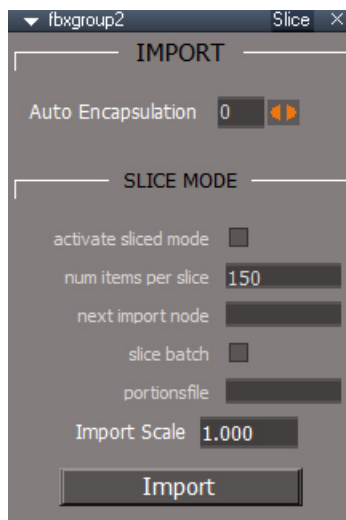 fbxgroup2 Slice ×
IMPORT
Auto Encapsulation 0
SLICE MODE
activate sliced mode
num items per slice 150
next import node
slice batch
portionsfile
Import Scale 1.000
Import